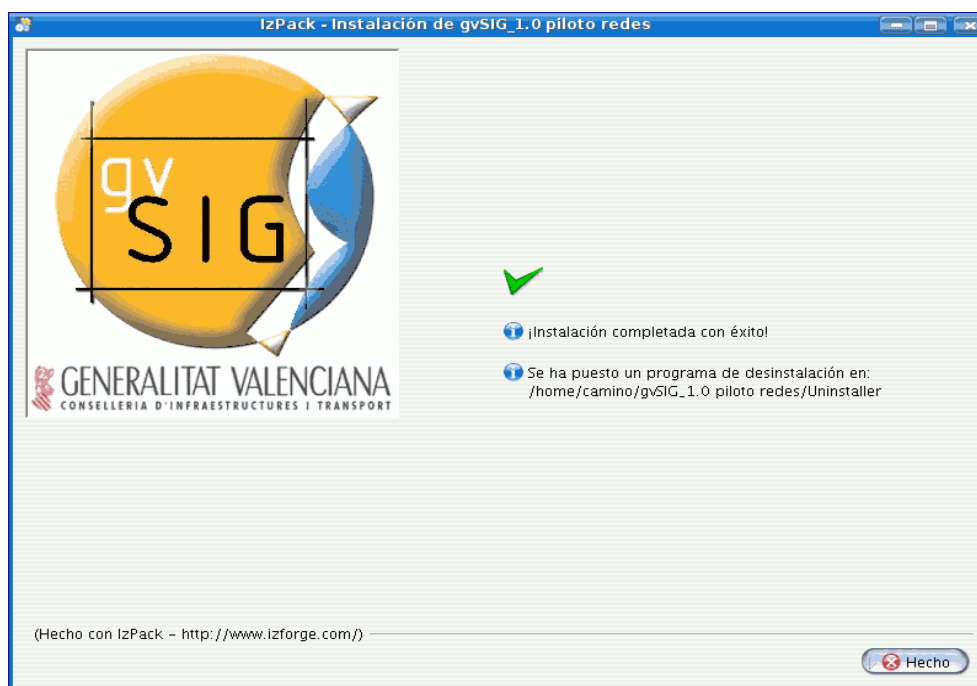 IzPack - Instalación de gvSIG_1.0 piloto redes
gv
SIG
GENERALITAT VALENCIANA
CONSELLERIA D'INFRAESTRUCTURES I TRANSPORT
¡Instalación completada con éxito!
Se ha puesto un programa de desinstalación en:
/home/camino/gvSIG_1.0 piloto redes/Uninstaller
(Hecho con IzPack - http://www.izforge.com/)
Hecho